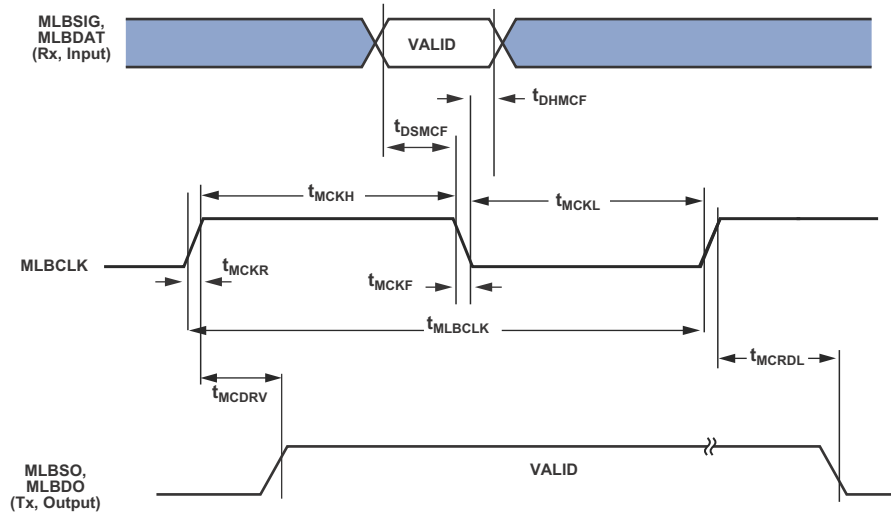 MLBSIG,
MLBDAT
(Rx, Input)
VALID
tDHMCF
tDSMCF
tMCKH
tMCKL
MLBCLK
tMCKR
tMCKF
tMLBCLK
tMCRDL
tMCDRV
MLBSO,
MLBDO
(Tx, Output)
VALID